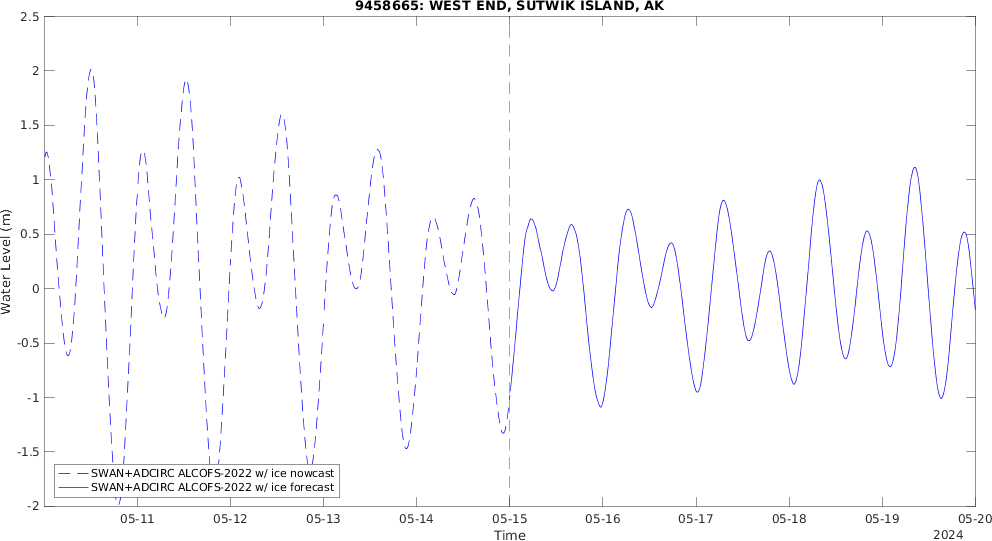 9458665: WEST END, SUTWIK ISLAND, AK
2.5
2
1.5
1
0.5
0
-0.5
-1
-1.5
-2
Water Level (m)
SWAN+ADCIRC ALCOFS-2022 w/ ice nowcast
SWAN+ADCIRC ALCOFS-2022 w/ ice forecast
05-11 05-12 05-13 05-14 05-15 05-16 05-17 05-18 05-19 05-20
Time
2024